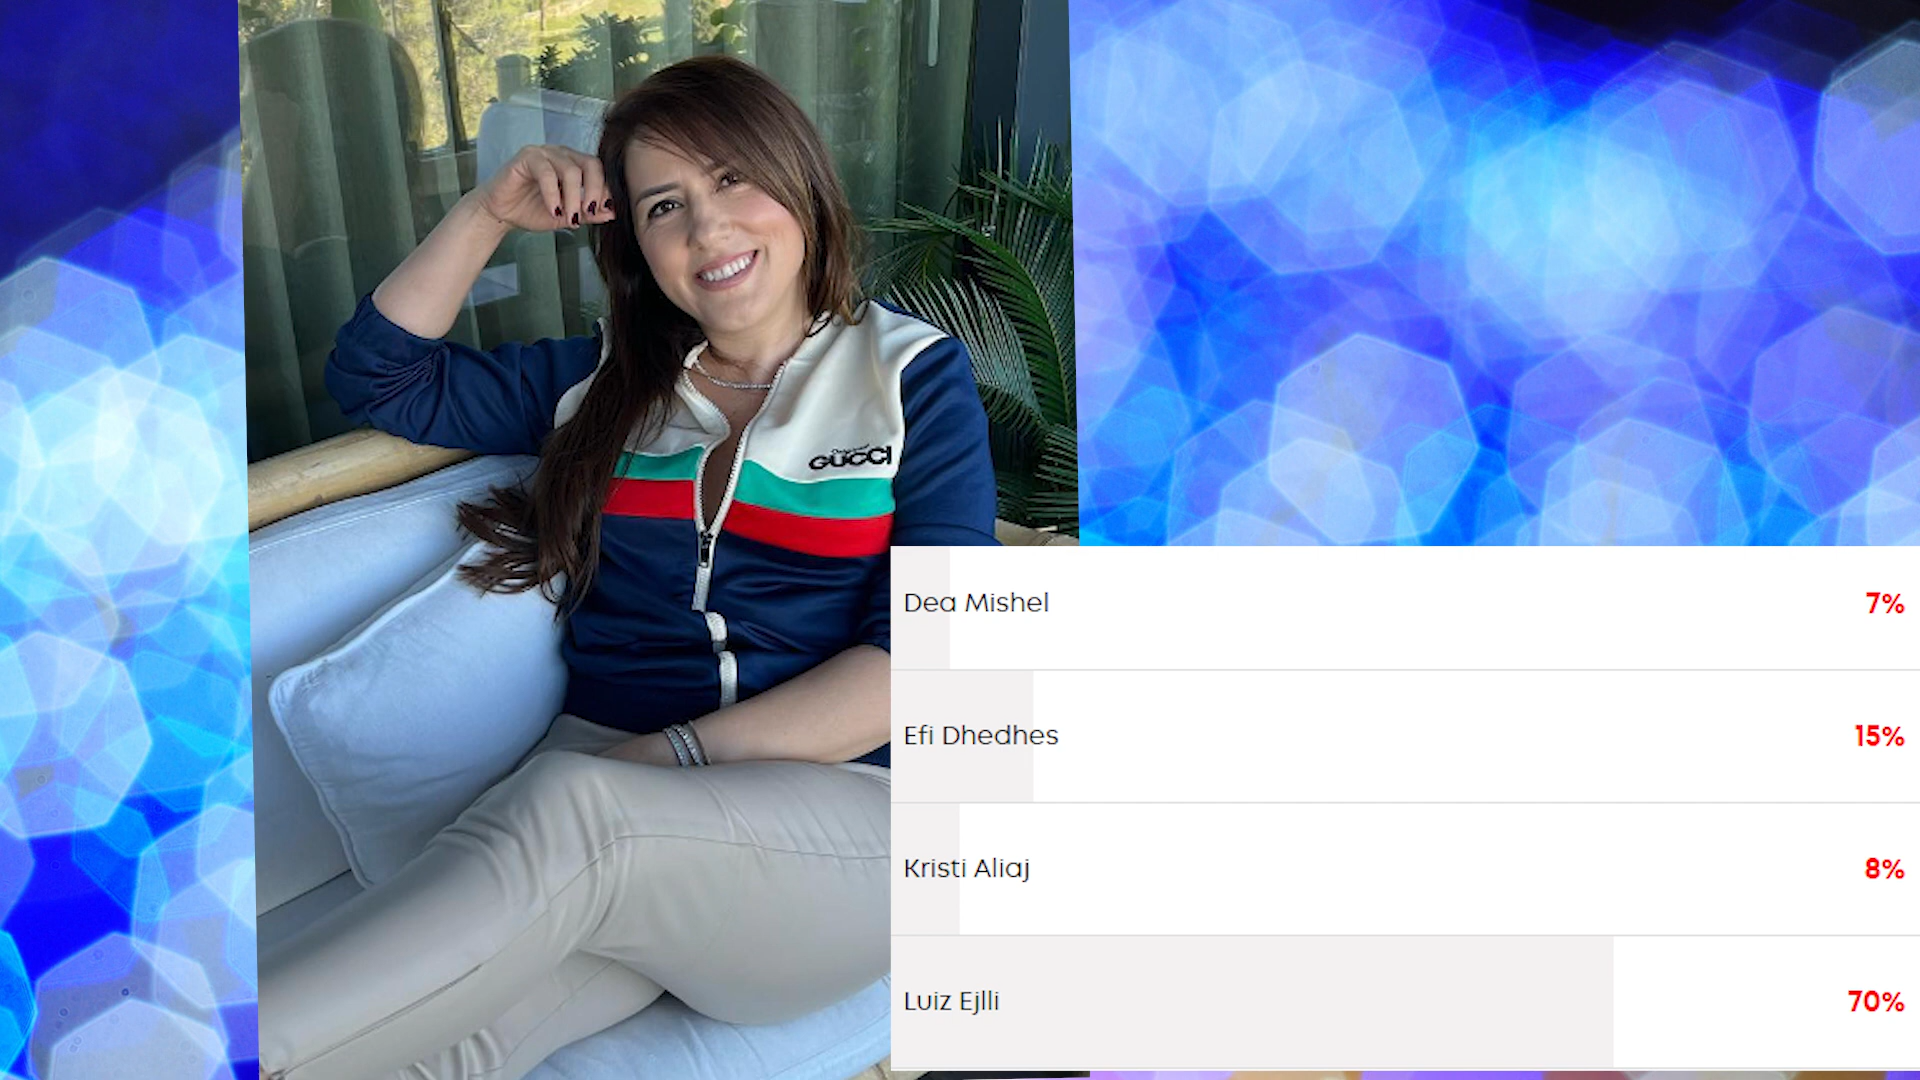 GUCCI
Dea Mishel 7%
Efi Dhedhes 15%
Kristi Aliaj 8%
Luiz Ejlli 70%